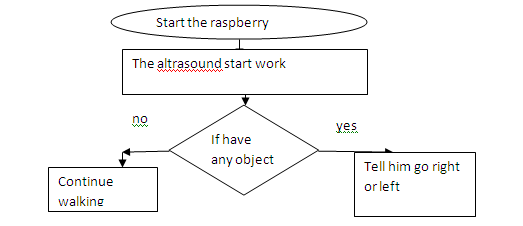 Start the raspberry
The altrasound start work
no
yes
If have
any object
Continue
walking
Tell him go right
or left